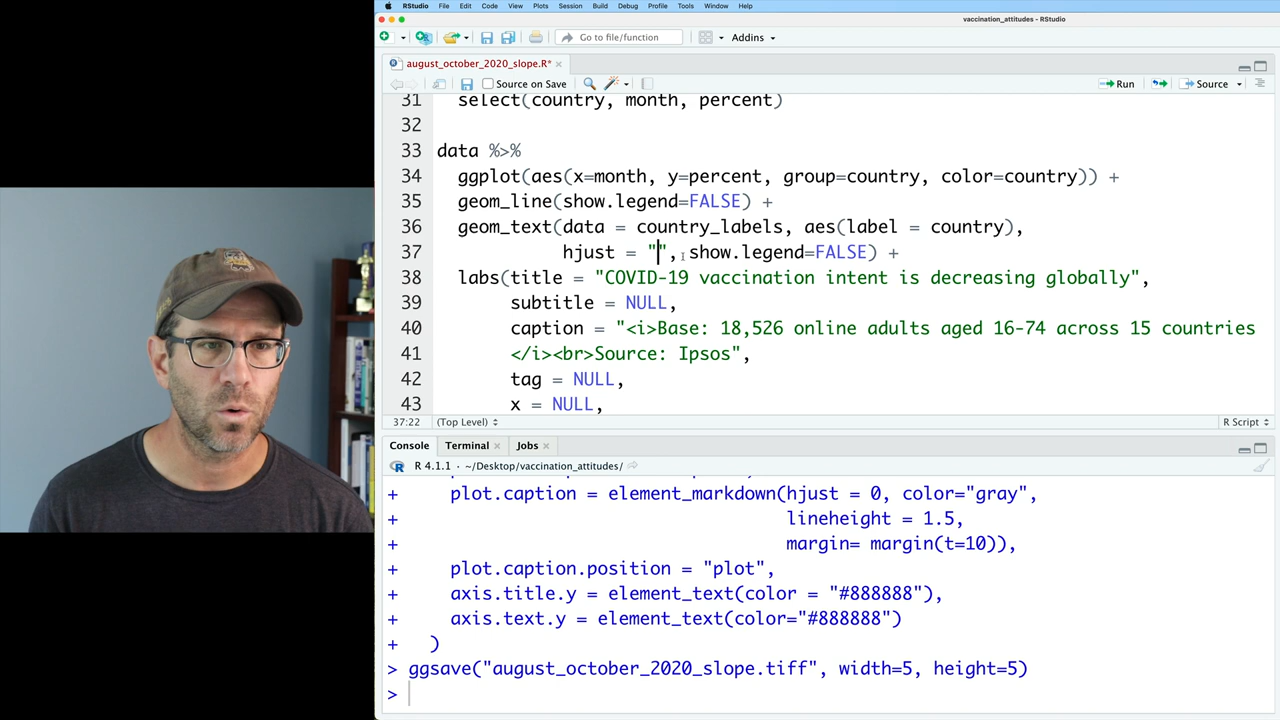 RStudio File Edit Code View Plots Session Build Debug Profile Tools Window Help
vaccination_attitudes - RStudio
Go to file/function Addins
august_october_2020_slope.R*
Source on Save Run Source
31 select(country, month, percent)
32
33 data %>%
34 ggplot(aes(x=month, y=percent, group=country, color=country)) +
35 geom_line(show.legend=FALSE) +
36 geom_text(data = country_labels, aes(label = country),
37 hjust = "", show.legend=FALSE) +
38 labs(title = "COVID-19 vaccination intent is decreasing globally",
39 subtitle = NULL,
40 caption = "<i>Base: 18,526 online adults aged 16-74 across 15 countries
41 </i><br>Source: Ipsos",
42 tag = NULL,
43 x = NULL,
37:22 (Top Level) R Script
Console Terminal Jobs
R 4.1.1 · ~/Desktop/vaccination_attitudes/
+ plot.caption = element_markdown(hjust = 0, color="gray",
+ lineheight = 1.5,
+ margin= margin(t=10)),
+ plot.caption.position = "plot",
+ axis.title.y = element_text(color = "#888888"),
+ axis.text.y = element_text(color="#888888")
+ )
> ggsave("august_october_2020_slope.tiff", width=5, height=5)
>